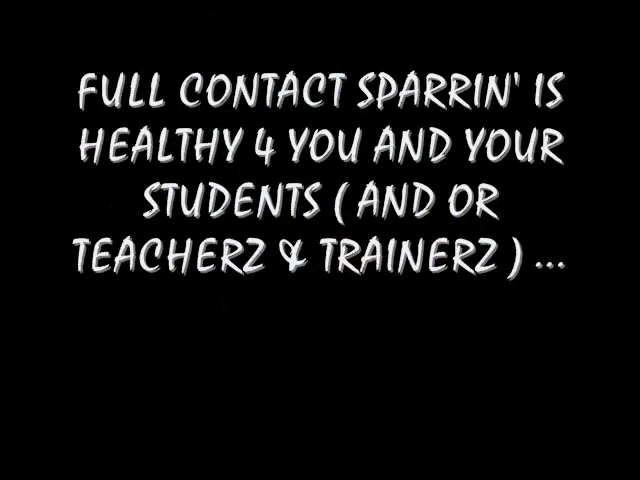 FULL CONTACT SPARRIN' IS
HEALTHY 4 YOU AND YOUR
STUDENTS ( AND OR
TEACHERZ & TRAINERZ ) ...